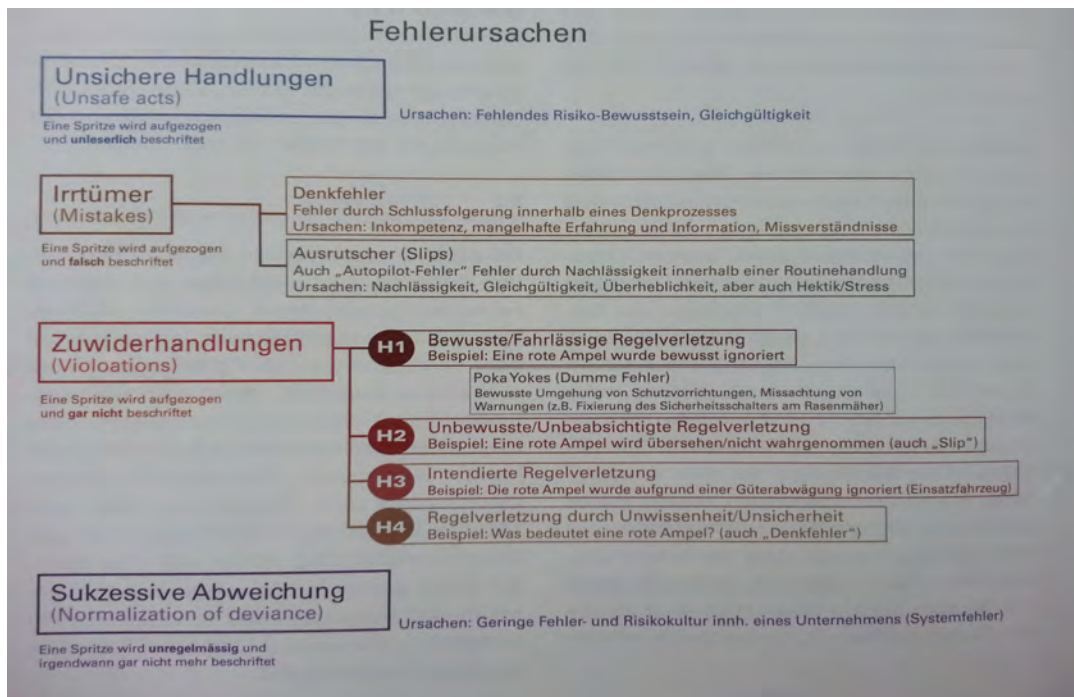 Fehlerursachen
Unsichere Handlungen
(Unsafe acts)
Ursachen: Fehlendes Risiko-Bewusstsein, Gleichgültigkeit
Eine Spritze wird aufgezogen
und unleserlich beschriftet
Irrtümer
(Mistakes)
Eine Spritze wird aufgezogen
und falsch beschriftet
Denkfehler
Fehler durch Schlussfolgerung innerhalb eines Denkprozesses
Ursachen: Inkompetenz, mangelhafte Erfahrung und Information, Missverständnisse
Ausrutscher (Slips)
Auch „Autopilot-Fehler" Fehler durch Nachlässigkeit innerhalb einer Routinehandlung
Ursachen: Nachlässigkeit, Gleichgültigkeit, Überheblichkeit, aber auch Hektik/Stress
Zuwiderhandlungen
(Violoations)
Eine Spritze wird aufgezogen
und gar nicht beschriftet
H1
Bewusste/Fahrlässige Regelverletzung
Beispiel: Eine rote Ampel wurde bewusst ignoriert
Poka Yokes (Dumme Fehler)
Bewusste Umgehung von Schutzvorrichtungen, Missachtung von
Warnungen (z.B. Fixierung des Sicherheitsschalters am Rasenmäher)
H2
Unbewusste/Unbeabsichtigte Regelverletzung
Beispiel: Eine rote Ampel wird übersehen/nicht wahrgenommen (auch „Slip")
H3
Intendierte Regelverletzung
Beispiel: Die rote Ampel wurde aufgrund einer Güterabwägung ignoriert (Einsatzfahrzeug)
H4
Regelverletzung durch Unwissenheit/Unsicherheit
Beispiel: Was bedeutet eine rote Ampel? (auch „Denkfehler")
Sukzessive Abweichung
(Normalization of deviance)
Ursachen: Geringe Fehler- und Risikokultur innh. eines Unternehmens (Systemfehler)
Eine Spritze wird unregelmässig und
irgendwann gar nicht mehr beschriftet